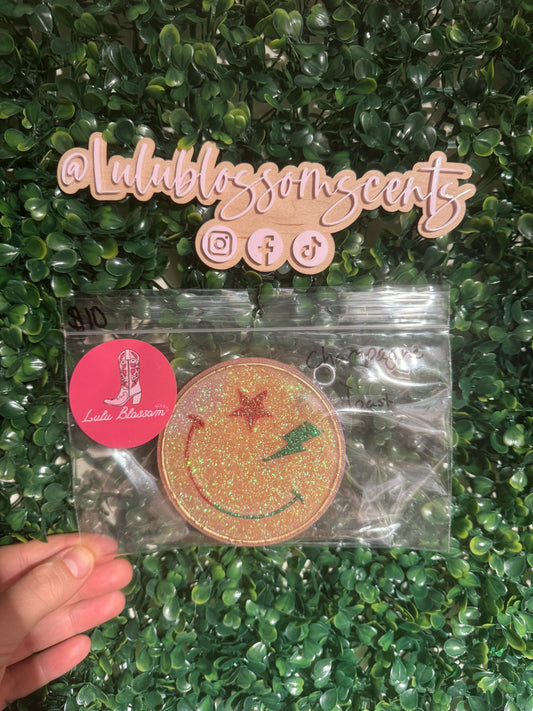 @Lulublossomscents
$10
champagne
toast
Lulu Blossom